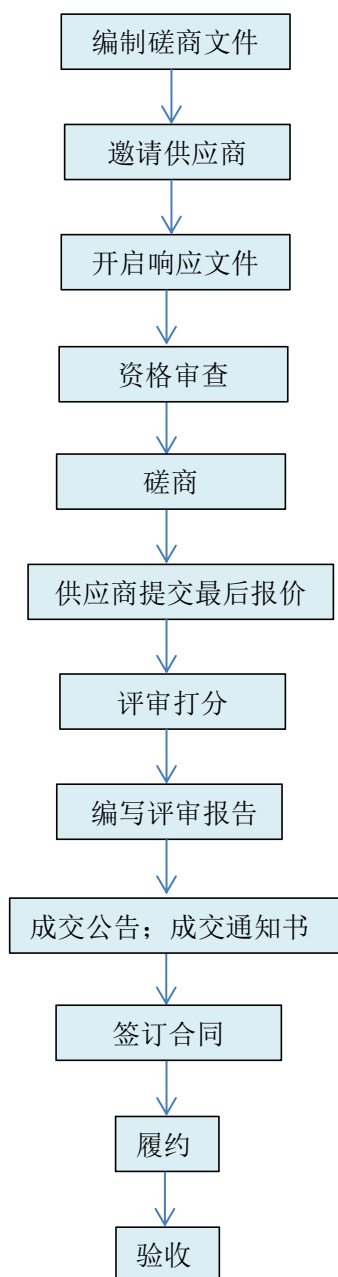 编制磋商文件
邀请供应商
开启响应文件
资格审查
磋商
供应商提交最后报价
评审打分
编写评审报告
成交公告；成交通知书
签订合同
履约
验收